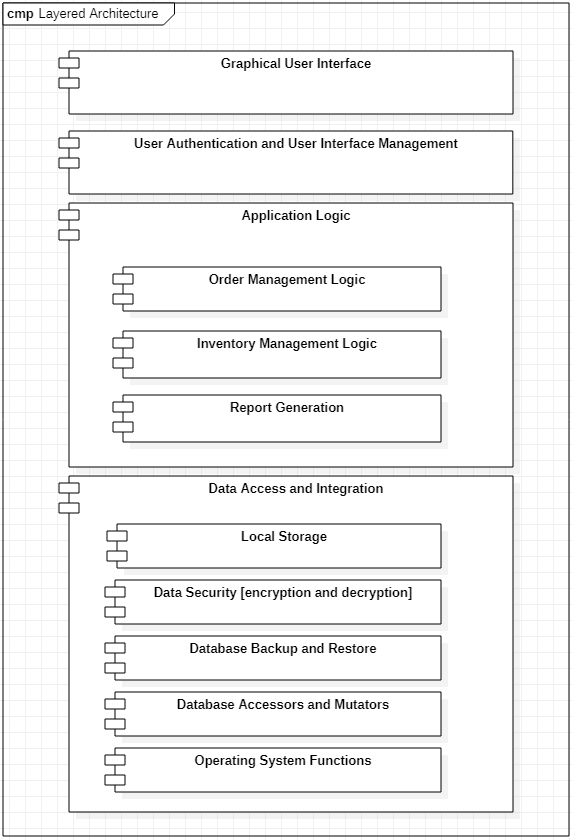 cmp Layered Architecture
Graphical User Interface
User Authentication and User Interface Management
Application Logic
Order Management Logic
Inventory Management Logic
Report Generation
Data Access and Integration
Local Storage
Data Security [encryption and decryption]
Database Backup and Restore
Database Accessors and Mutators
Operating System Functions